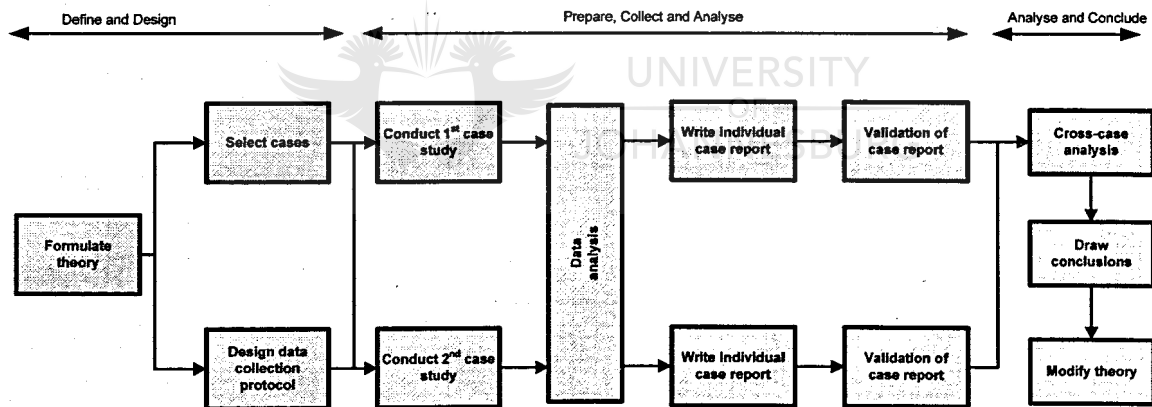 Define and Design
Prepare, Collect and Analyse
Analyse and Conclude
UNIVERSITY
OF
JOHANNESBURG
Select cases
Conduct 1st case
study
Write individual
case report
Validation of
case report
Cross-case
analysis
Formulate
theory
Data
analysis
Draw
conclusions
Design data
collection
protocol
Conduct 2nd case
study
Write Individual
case report
Validation of
case report
Modify theory